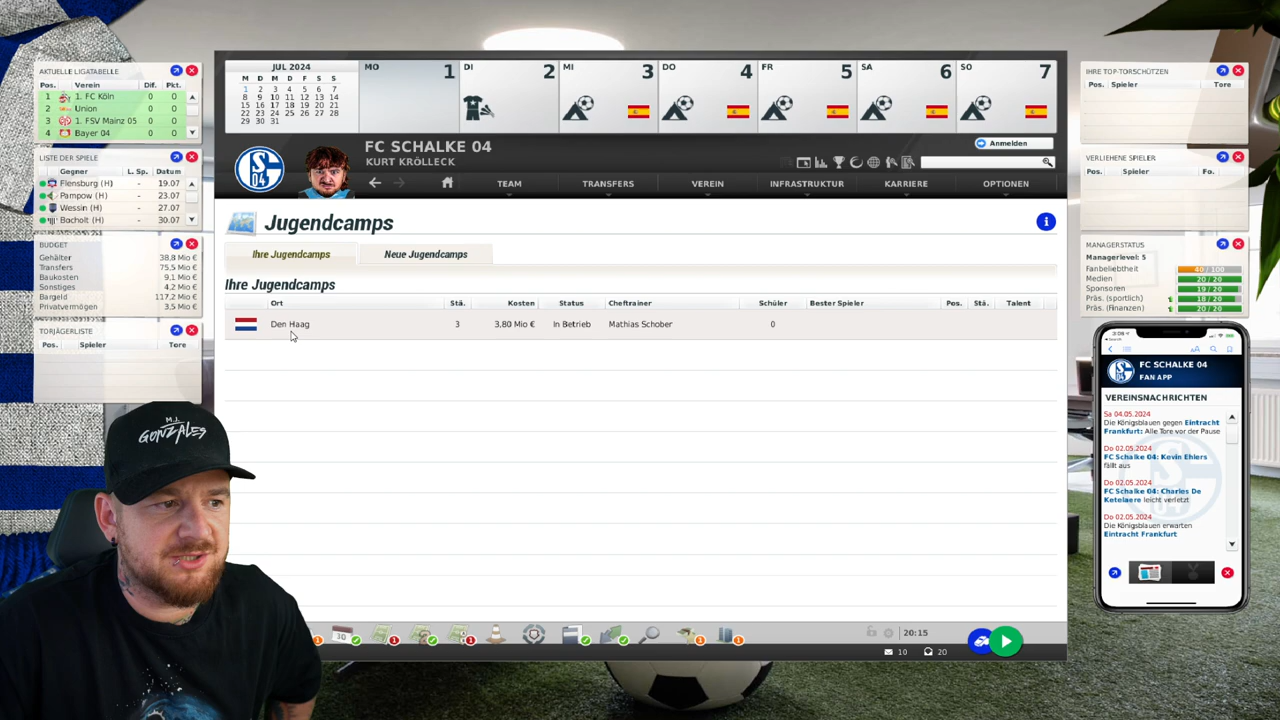 AKTUELLE LIGATABELLE
Pos. Verein Dif. Pkt.
1 1. FC Köln 0 0
2 Union 0 0
3 1. FSV Mainz 05 0 0
4 Bayer 04 0 0
LISTE DER SPIELE
Gegner L. Sp. Datum
Flensburg (H) - 19.07
Pampow (H) - 23.07
Wessin (H) - 27.07
Bocholt (H) - 30.07
BUDGET
Gehälter 38,8 Mio €
Transfers 75,5 Mio €
Baukosten 9,1 Mio €
Sonstiges 4,2 Mio €
Bargeld 117,2 Mio €
Privatvermögen 3,5 Mio €
TORJÄGERLISTE
Pos. Spieler Tore
JUL 2024
M D M D F S S
1 2 3 4 5 6 7
8 9 10 11 12 13 14
15 16 17 18 19 20 21
22 23 24 25 26 27 28
29 30 31
MO 1 DI 2 MI 3 DO 4 FR 5 SA 6 SO 7
FC SCHALKE 04
KURT KRÖLLECK
Anmelden
TEAM TRANSFERS VEREIN INFRASTRUKTUR KARRIERE OPTIONEN
Jugendcamps
Ihre Jugendcamps Neue Jugendcamps
Ihre Jugendcamps
Ort Stä. Kosten Status Cheftrainer Schüler Bester Spieler Pos. Stä. Talent
Den Haag 3 3,80 Mio € In Betrieb Mathias Schober 0
20:15
10 20
IHRE TOP-TORSCHÜTZEN
Pos. Spieler Tore
VERLIEHENE SPIELER
Pos. Spieler Fo.
MANAGERSTATUS
Managerlevel: 5
Fanbeliebtheit 40 / 100
Medien 20 / 20
Sponsoren 19 / 20
Präs. (sportlich) 18 / 20
Präs. (Finanzen) 20 / 20
3:08
FC SCHALKE 04
FAN APP
VEREINSNACHRICHTEN
Sa 04.05.2024
Die Königsblauen gegen Eintracht
Frankfurt: Alle Tore vor der Pause
Do 02.05.2024
FC Schalke 04: Kevin Ehlers
fällt aus
Do 02.05.2024
FC Schalke 04: Charles De
Ketelaere leicht verletzt
Do 02.05.2024
Die Königsblauen erwarten
Eintracht Frankfurt
M.I.
GONZALES